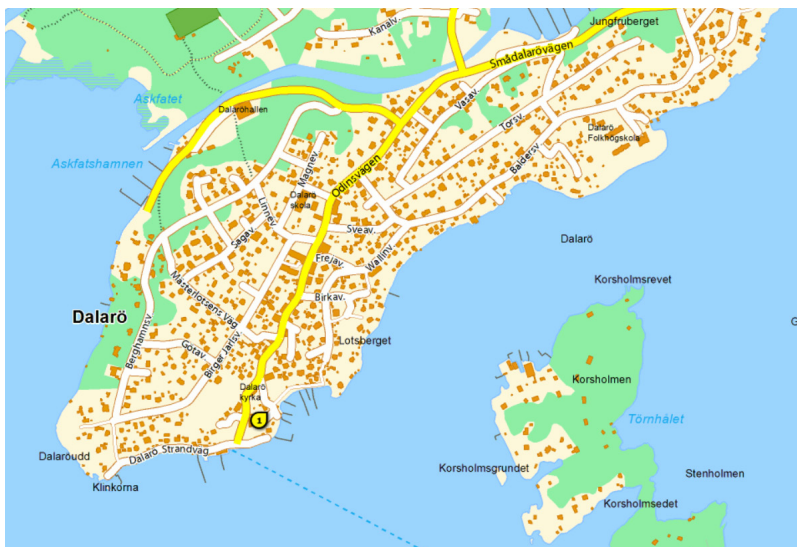 Jungfruberget
Kanalv.
Smådalarövägen
Askfatet
Dalaröhallen
Vasav.
Torsv.
Dalarö
Folkhögskola
Askfatshamnen
Magnev.
Odinsvägen
Baldersv.
Dalarö
skola
Linnev.
Sveav.
Sagav.
Dalarö
Wallinv.
Frejav.
Mästerlotsens Väg
Birkav.
Korsholmsrevet
Dalarö
Berghamnsv.
Birger Jarlsv.
Götav.
Lotsberget
Korsholmen
Dalarö
kyrka
1
Törnhålet
Dalaröudd
Dalarö Strandväg
Korsholmsgrundet
Stenholmen
Klinkorna
Korsholmsedet
G